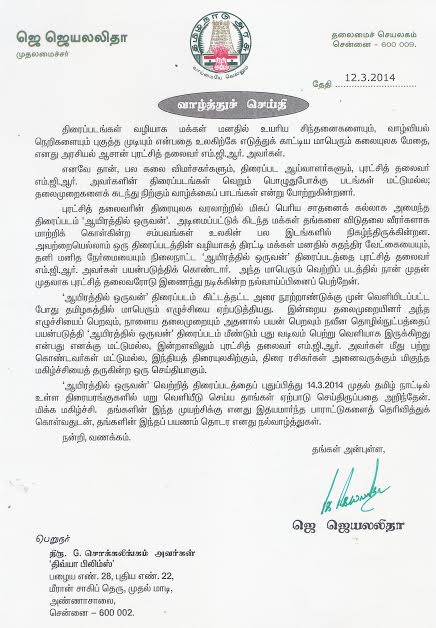 ஜெ ஜெயலலிதா
முதலமைச்சர்
தமிழ்நாடு அரசு
வாய்மையே வெல்லும்
தலைமைச் செயலகம்
சென்னை – 600 009.
தேதி 12.3.2014
வாழ்த்துச் செய்தி
திரைப்படங்கள் வழியாக மக்கள் மனதில் உயரிய சிந்தனைகளையும், வாழ்வியல்
நெறிகளையும் புகுத்த முடியும் என்பதை உலகிற்கே எடுத்துக் காட்டிய மாபெரும் கலையுலக மேதை,
எனது அரசியல் ஆசான் புரட்சித் தலைவர் எம்.ஜி.ஆர். அவர்கள்.
எனவே தான், பல கலை விமர்சகர்களும், திரைப்பட ஆய்வாளர்களும், புரட்சித் தலைவர்
எம்.ஜி.ஆர். அவர்களின் திரைப்படங்கள் வெறும் பொழுதுபோக்கு படங்கள் மட்டுமல்ல;
தலைமுறைகளைக் கடந்து நிற்கும் வாழ்க்கைப் பாடங்கள் என்று போற்றுகின்றனர்.
புரட்சித் தலைவரின் திரையுலக வரலாற்றில் மிகப் பெரிய சாதனைக் கல்லாக அமைந்த
திரைப்படம் 'ஆயிரத்தில் ஒருவன்'. அடிமைப்பட்டுக் கிடந்த மக்கள் தங்களை விடுதலை வீரர்களாக
மாற்றிக் கொள்கின்ற சம்பவங்கள் உலகின் பல இடங்களில் நிகழ்ந்திருக்கின்றன.
அவற்றையெல்லாம் ஒரு திரைப்படத்தின் வழியாகத் திரட்டி மக்கள் மனதில் சுதந்திர வேட்கையையும்,
தனி மனித நேர்மையையும் நிலைநாட்ட 'ஆயிரத்தில் ஒருவன்' திரைப்படத்தை புரட்சித் தலைவர்
எம்.ஜி.ஆர் அவர்கள் பயன்படுத்திக் கொண்டார். அந்த மாபெரும் வெற்றிப் படத்தில் நான் முதன்
முதலாக புரட்சித் தலைவரோடு இணைந்து நடிக்கின்ற நல்வாய்ப்பினைப் பெற்றேன்.
'ஆயிரத்தில் ஒருவன்' திரைப்படம் கிட்டத்தட்ட அரை நூற்றாண்டுக்கு முன் வெளியிடப்பட்ட
போது தமிழகத்தில் மாபெரும் எழுச்சியை ஏற்படுத்தியது. இன்றைய தலைமுறையினர் அந்த
எழுச்சியைப் பெறவும், நாளைய தலைமுறையும் அதனால் பயன் பெறவும் நவீன தொழில்நுட்பத்தைப்
பயன்படுத்தி 'ஆயிரத்தில் ஒருவன்' திரைப்படம் மீண்டும் புது வடிவம் பெற்று வெளியாக இருக்கிறது
என்பது எனக்கு மட்டுமல்ல, இன்றளவிலும் புரட்சித் தலைவர் எம்.ஜி.ஆர். அவர்கள் மீது பற்று
கொண்டவர்கள் மட்டுமல்ல, இந்தியத் திரையுலகிற்கும், திரை ரசிகர்கள் அனைவருக்கும் மிகுந்த
மகிழ்ச்சியைத் தருகின்ற ஒரு செய்தியாகும்.
'ஆயிரத்தில் ஒருவன்' வெற்றித் திரைப்படத்தைப் புதுப்பித்து 14.3.2014 முதல் தமிழ் நாட்டில்
உள்ள திரையரங்குகளில் மறு வெளியீடு செய்ய தாங்கள் ஏற்பாடு செய்திருப்பதை அறிந்தேன்.
மிக்க மகிழ்ச்சி. தங்களின் இந்த முயற்சிக்கு எனது இதயமார்ந்த பாராட்டுகளைத் தெரிவித்துக்
கொள்வதுடன், தங்களின் இந்தப் பயணம் தொடர எனது நல்வாழ்த்துகள்.
நன்றி, வணக்கம்.
தங்கள் அன்புள்ள,
ஜெ ஜெயலலிதா
பெறுநர்
திரு. G. சொக்கலிங்கம் அவர்கள்
'திவ்யா பிலிம்ஸ்'
பழைய எண். 28, புதிய எண். 22,
மீரான் சாகிப் தெரு, முதல் மாடி,
அண்ணாசாலை,
சென்னை – 600 002.